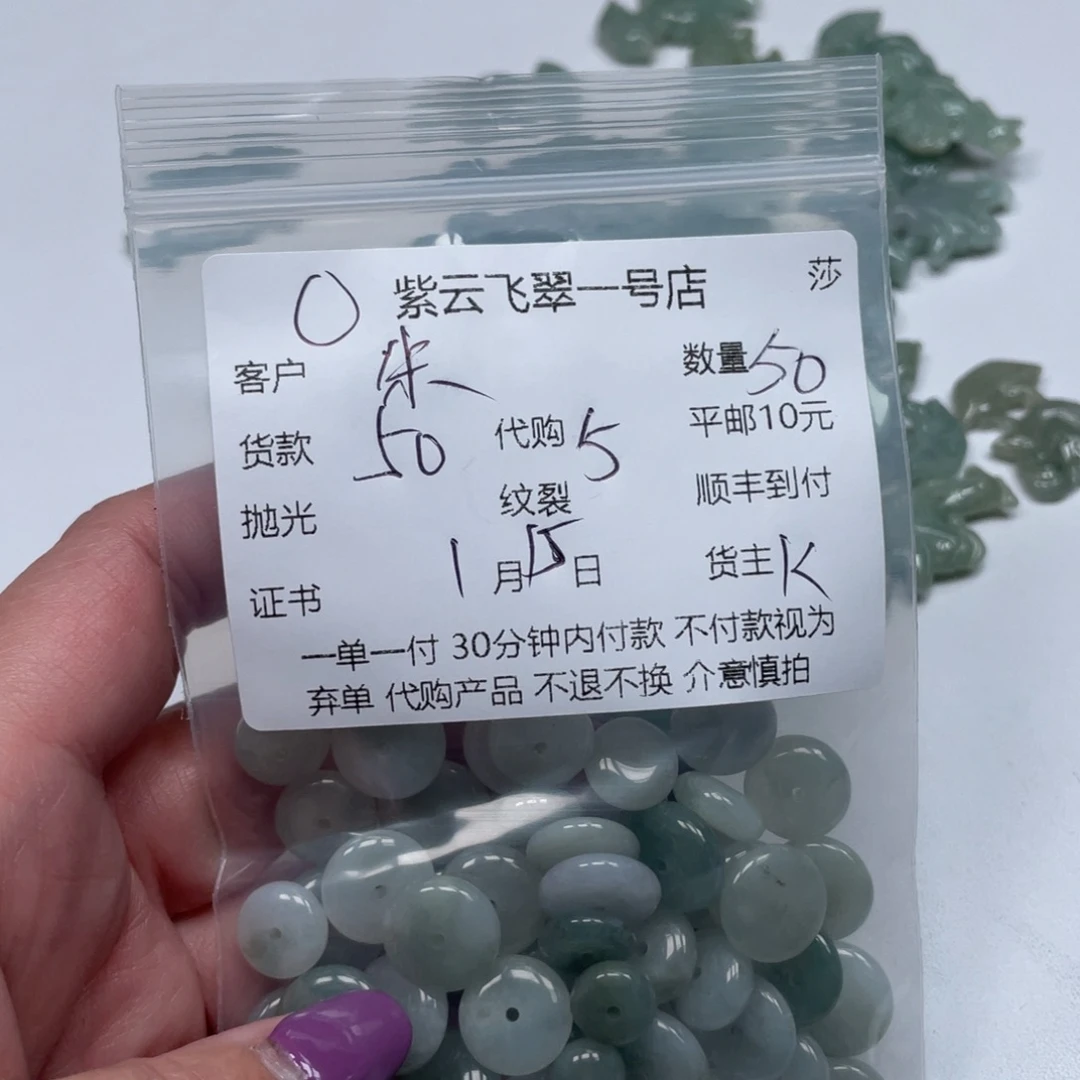 O 紫云飞翠一号店 莎
客户 朱 数量 50
货款 50 代购 5 平邮10元
抛光 纹裂 顺丰到付
证书 1月15日 货主 K
一单一付 30分钟内付款 不付款视为
弃单 代购产品 不退不换 介意慎拍